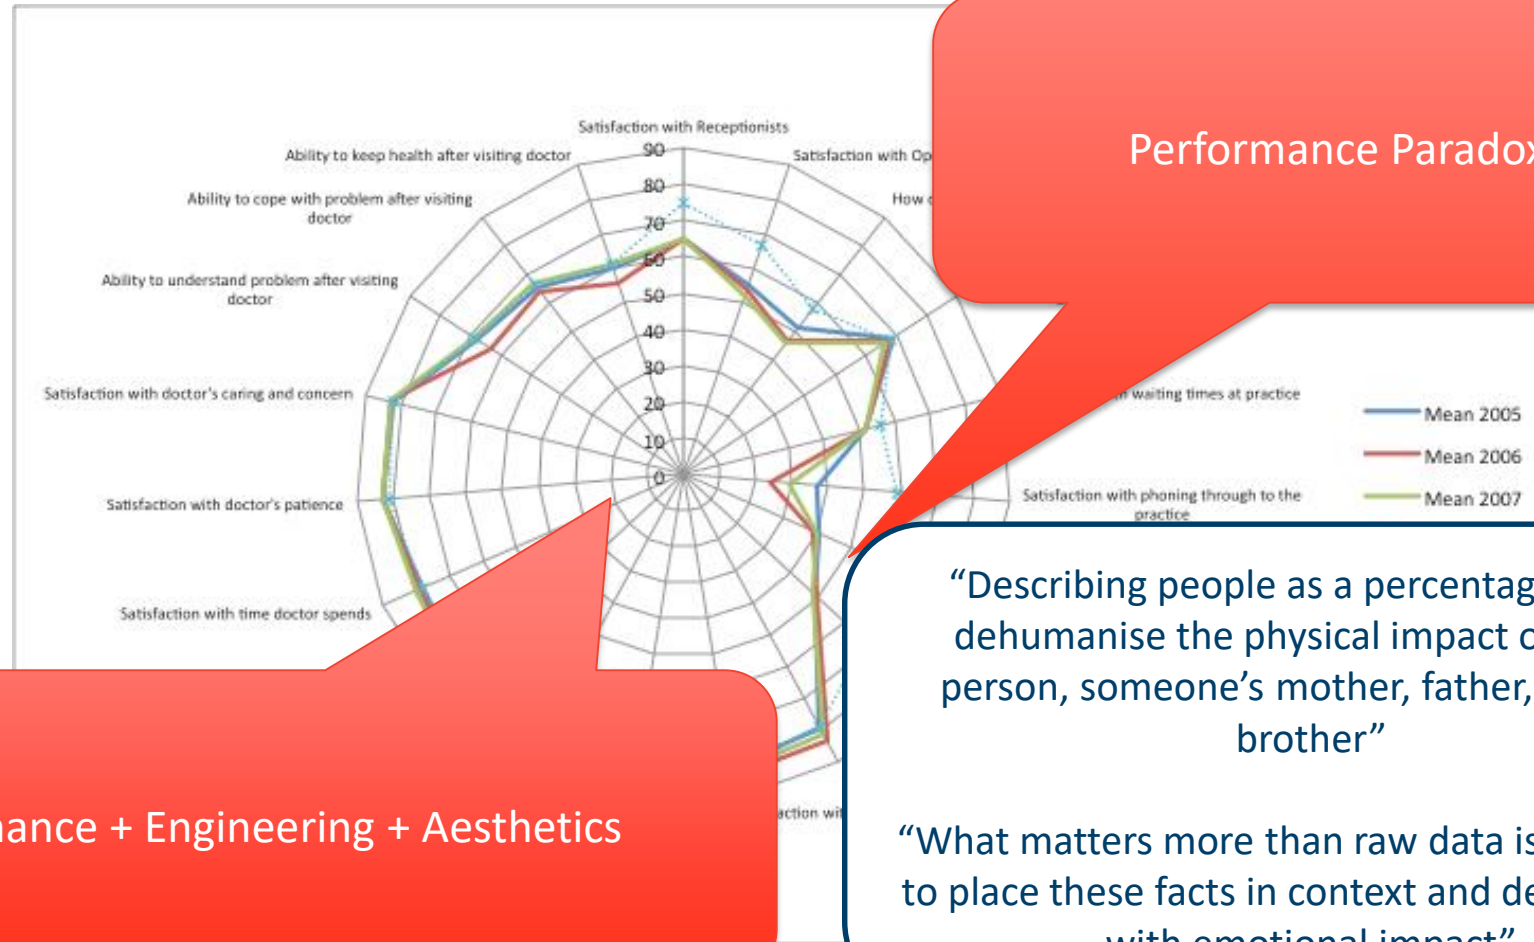 Performance Paradox
Satisfaction with Receptionists
Ability to keep health after visiting doctor
Satisfaction with
Ability to cope with problem after visiting
doctor
How
Ability to understand problem after visiting
doctor
Satisfaction with doctor's caring and concern
waiting times at practice
Satisfaction with doctor's patience
Satisfaction with phoning through to the
practice
Satisfaction with time doctor spends
90
80
70
60
50
40
30
20
10
0
Mean 2005
Mean 2006
Mean 2007
“Describing people as a
dehumanise the physical impact
person, someone’s mother, father,
brother”
“What matters more than raw data is
to place these facts in context and
with emotional impact”
+ Engineering + Aesthetics